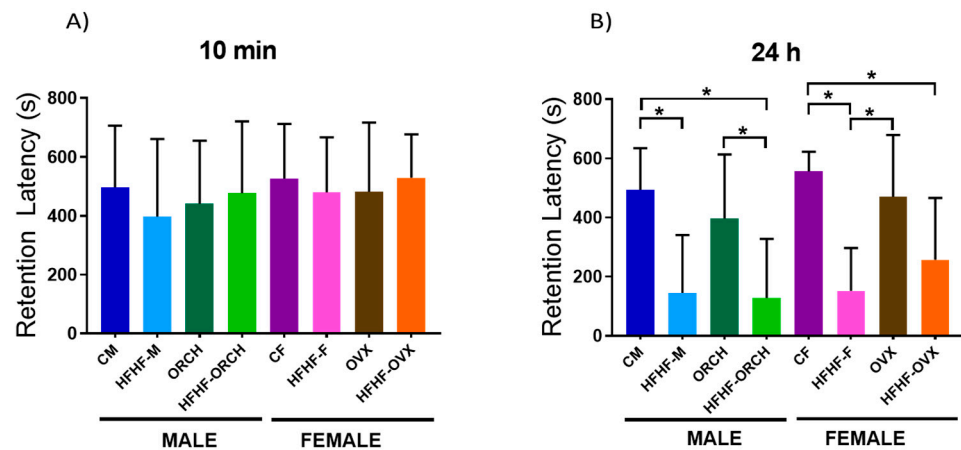 A)
10 min
Retention Latency (s)
800
600
400
200
0
CM
HFHF-M
ORCH
HFHF-ORCH
CF
HFHF-F
OVX
HFHF-OVX
MALE
FEMALE
B)
24 h
Retention Latency (s)
800
600
400
200
0
*
*
*
*
*
*
CM
HFHF-M
ORCH
HFHF-ORCH
CF
HFHF-F
OVX
HFHF-OVX
MALE
FEMALE